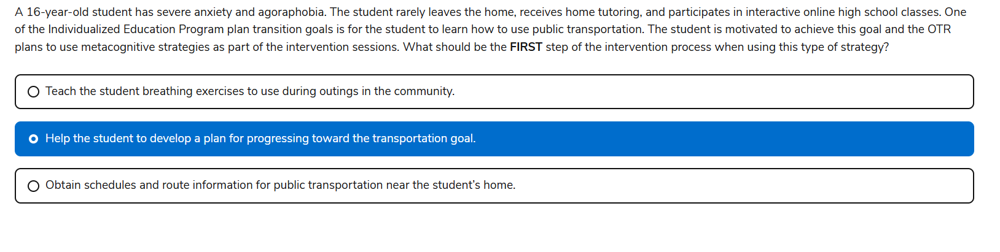 A 16-year-old student has severe anxiety and agoraphobia. The student rarely leaves the home, receives home tutoring, and participates in interactive online high school classes. One
of the Individualized Education Program plan transition goals is for the student to learn how to use public transportation. The student is motivated to achieve this goal and the OTR
plans to use metacognitive strategies as part of the intervention sessions. What should be the FIRST step of the intervention process when using this type of strategy?
Teach the student breathing exercises to use during outings in the community.
Help the student to develop a plan for progressing toward the transportation goal.
Obtain schedules and route information for public transportation near the student’s home.